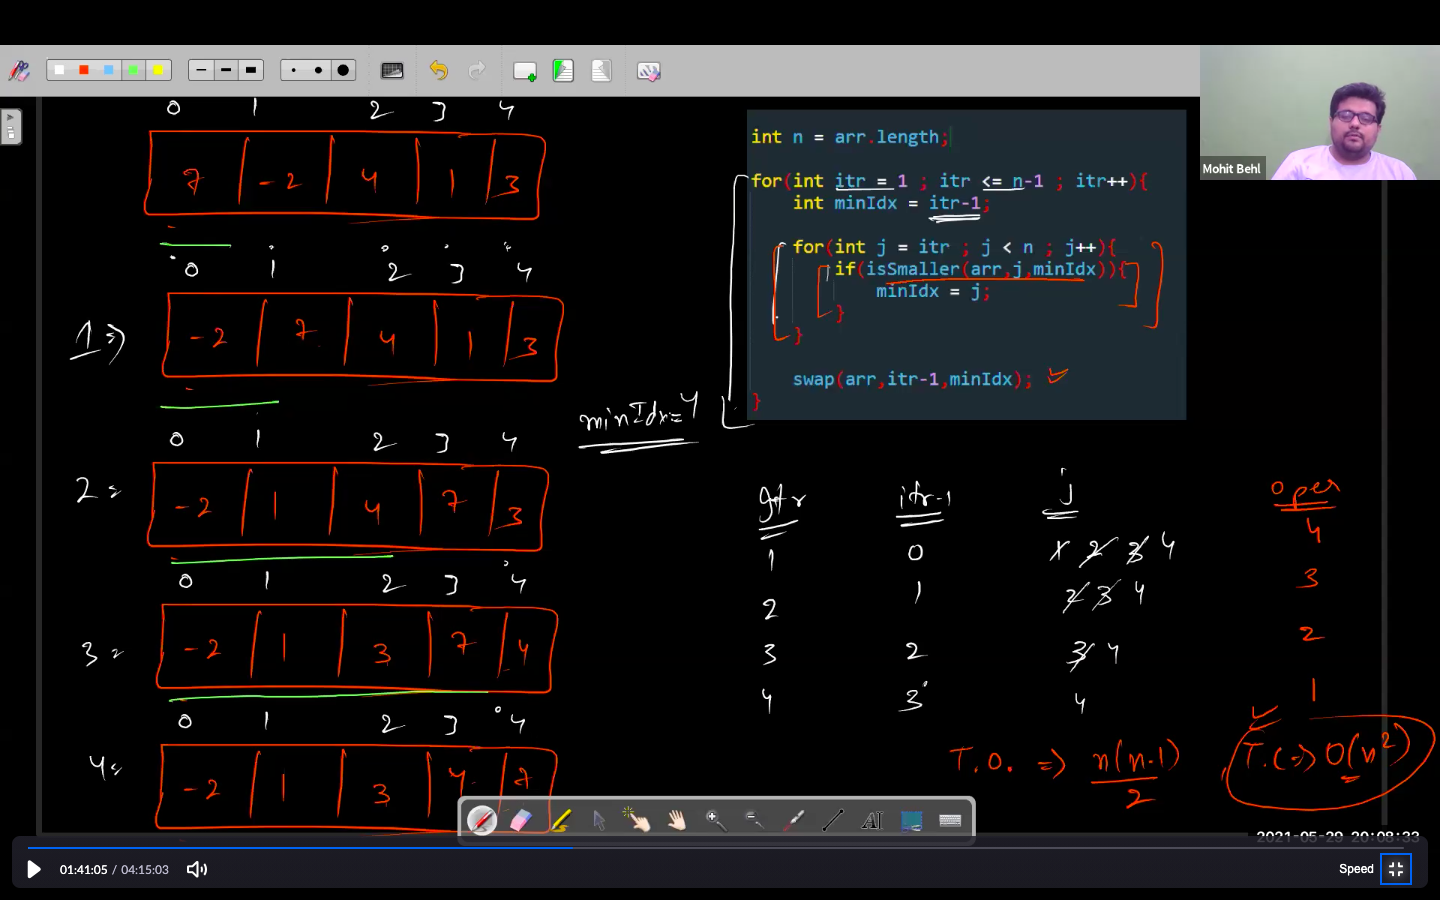 0 1 2 3 4
7 -2 4 1 3
0 1 2 3 4
1 => -2 7 4 1 3
0 1 2 3 4
2 = -2 1 4 7 3
0 1 2 3 4
3 = -2 1 3 7 4
0 1 2 3 4
4 = -2 1 3 4 7
minIdx = 4
int n = arr.length;
for(int itr = 1 ; itr <= n-1 ; itr++){
int minIdx = itr-1;
for(int j = itr ; j < n ; j++){
if(isSmaller(arr,j,minIdx)){
minIdx = j;
}
}
swap(arr,itr-1,minIdx);
}
Mohit Behl
itr itr-1 j oper
1 0 1 2 3 4 4
2 1 2 3 4 3
3 2 3 4 2
4 3 4 1
T.O. => n(n-1)
2
T.C => O(n²)
AI
2021-05-29 20:08:33
01:41:05 / 04:15:03
Speed